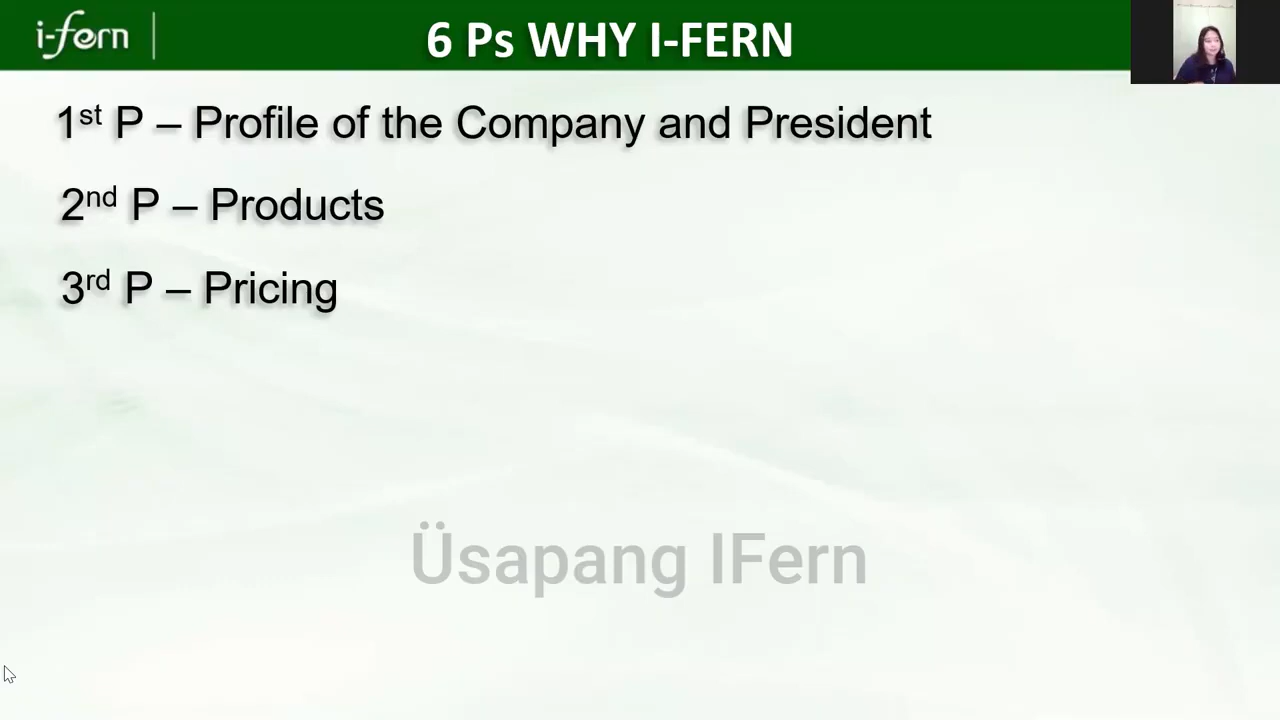 i-fern
6 Ps WHY I-FERN
1st P – Profile of the Company and President
2nd P – Products
3rd P – Pricing
Üsapang IFern